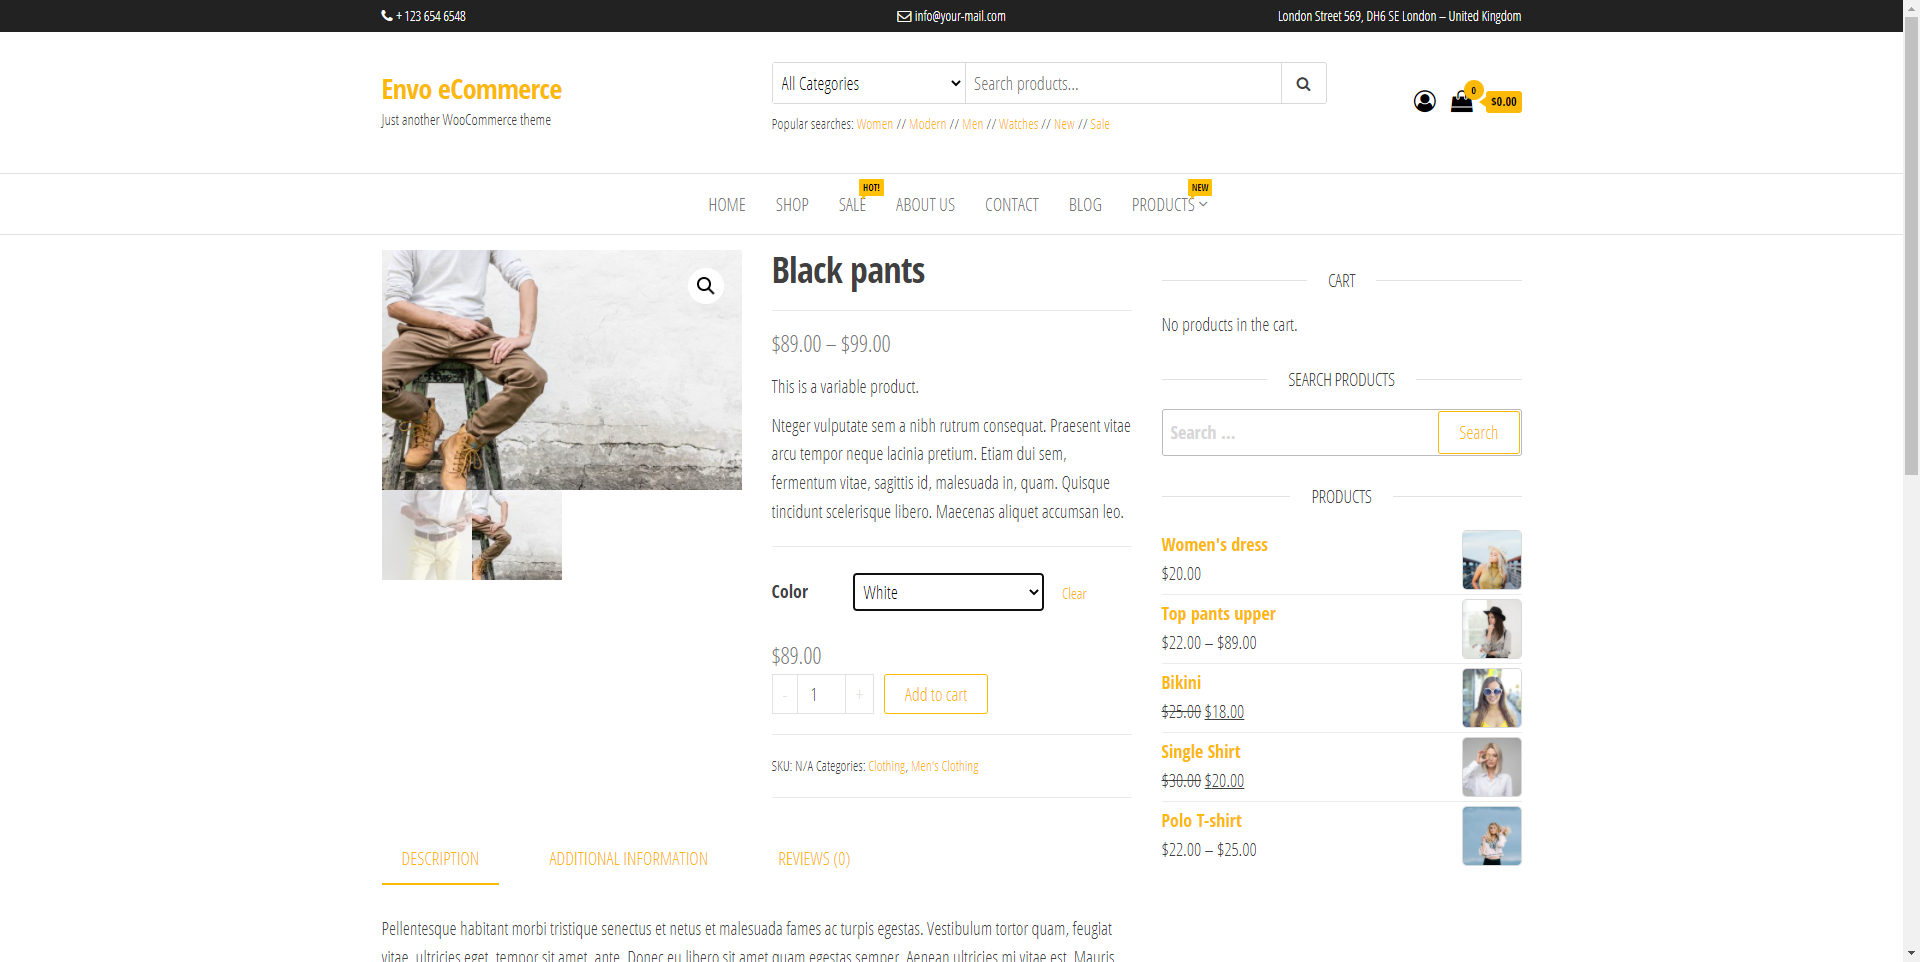 + 123 654 6548
info@your-mail.com
London Street 569, DH6 SE London – United Kingdom
Envo eCommerce
Just another WooCommerce theme
All Categories
Search products...
Popular searches: Women // Modern // Men // Watches // New // Sale
0
$0.00
HOME
SHOP
SALE
HOT!
ABOUT US
CONTACT
BLOG
PRODUCTS
NEW
Black pants
$89.00 – $99.00
This is a variable product.
Nteger vulputate sem a nibh rutrum consequat. Praesent vitae
arcu tempor neque lacinia pretium. Etiam dui sem,
fermentum vitae, sagittis id, malesuada in, quam. Quisque
tincidunt scelerisque libero. Maecenas aliquet accumsan leo.
Color
White
Clear
$89.00
- 1 +
Add to cart
SKU: N/A Categories: Clothing, Men's Clothing
CART
No products in the cart.
SEARCH PRODUCTS
Search ...
Search
PRODUCTS
Women's dress
$20.00
Top pants upper
$22.00 – $89.00
Bikini
$25.00 $18.00
Single Shirt
$30.00 $20.00
Polo T-shirt
$22.00 – $25.00
DESCRIPTION
ADDITIONAL INFORMATION
REVIEWS (0)
Pellentesque habitant morbi tristique senectus et netus et malesuada fames ac turpis egestas. Vestibulum tortor quam, feugiat
vitae, ultricies eget, tempor sit amet, ante. Donec eu libero sit amet quam egestas semper. Aenean ultricies mi vitae est. Mauris